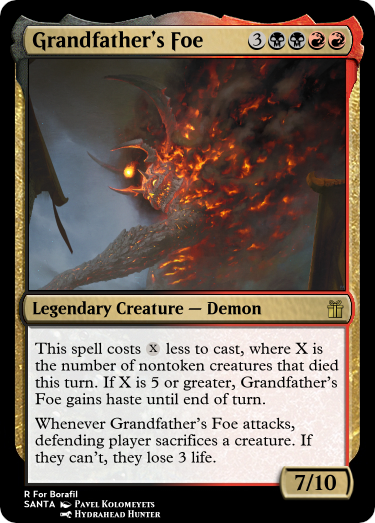 Grandfather's Foe 3
Legendary Creature — Demon
This spell costs X less to cast, where X is
the number of nontoken creatures that died
this turn. If X is 5 or greater, Grandfather's
Foe gains haste until end of turn.
Whenever Grandfather's Foe attacks,
defending player sacrifices a creature. If
they can't, they lose 3 life.
7/10
R For Borafil
SANTA Pavel Kolomeyets
Hydrahead Hunter